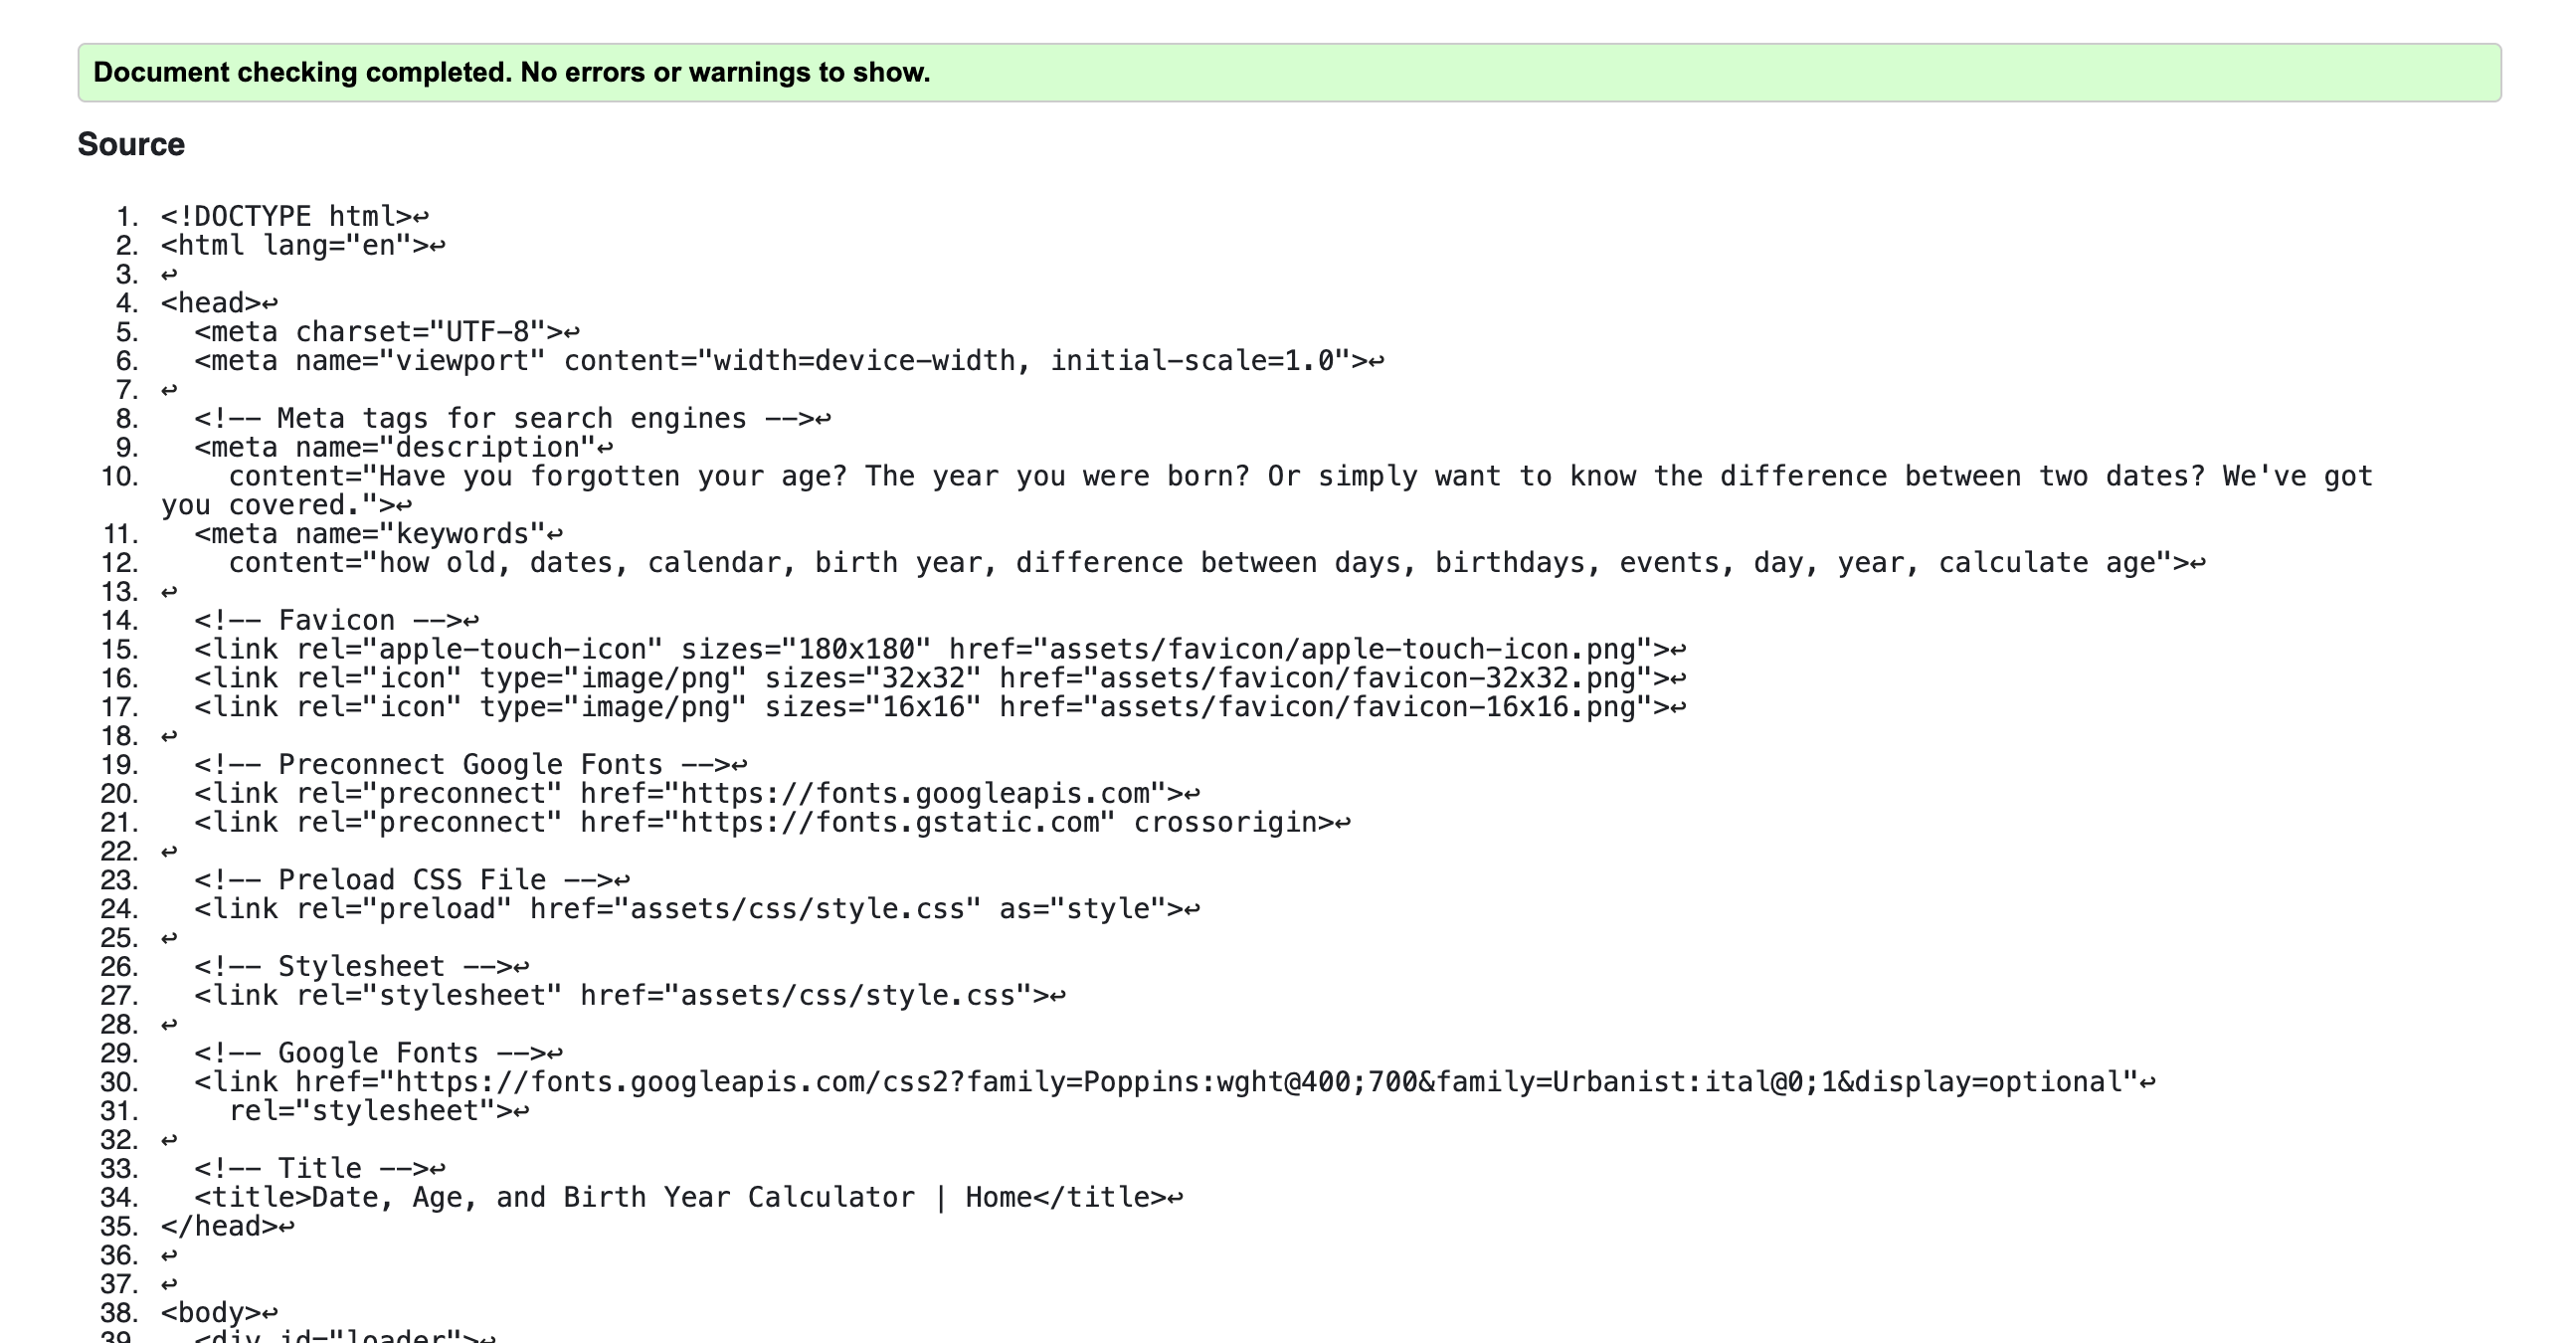 Document checking completed. No errors or warnings to show.
Source
1. <!DOCTYPE html>↩
2. <html lang="en">↩
3. ↩
4. <head>↩
5.   <meta charset="UTF-8">↩
6.   <meta name="viewport" content="width=device-width, initial-scale=1.0">↩
7. ↩
8.   <!-- Meta tags for search engines -->↩
9.   <meta name="description"↩
10.     content="Have you forgotten your age? The year you were born? Or simply want to know the difference between two dates? We've got
you covered.">↩
11.   <meta name="keywords"↩
12.     content="how old, dates, calendar, birth year, difference between days, birthdays, events, day, year, calculate age">↩
13. ↩
14.   <!-- Favicon -->↩
15.   <link rel="apple-touch-icon" sizes="180x180" href="assets/favicon/apple-touch-icon.png">↩
16.   <link rel="icon" type="image/png" sizes="32x32" href="assets/favicon/favicon-32x32.png">↩
17.   <link rel="icon" type="image/png" sizes="16x16" href="assets/favicon/favicon-16x16.png">↩
18. ↩
19.   <!-- Preconnect Google Fonts -->↩
20.   <link rel="preconnect" href="https://fonts.googleapis.com">↩
21.   <link rel="preconnect" href="https://fonts.gstatic.com" crossorigin>↩
22. ↩
23.   <!-- Preload CSS File -->↩
24.   <link rel="preload" href="assets/css/style.css" as="style">↩
25. ↩
26.   <!-- Stylesheet -->↩
27.   <link rel="stylesheet" href="assets/css/style.css">↩
28. ↩
29.   <!-- Google Fonts -->↩
30.   <link href="https://fonts.googleapis.com/css2?family=Poppins:wght@400;700&family=Urbanist:ital@0;1&display=optional"↩
31.     rel="stylesheet">↩
32. ↩
33.   <!-- Title -->↩
34.   <title>Date, Age, and Birth Year Calculator | Home</title>↩
35. </head>↩
36. ↩
37. ↩
38. <body>↩
39.   <div id="loader">↩